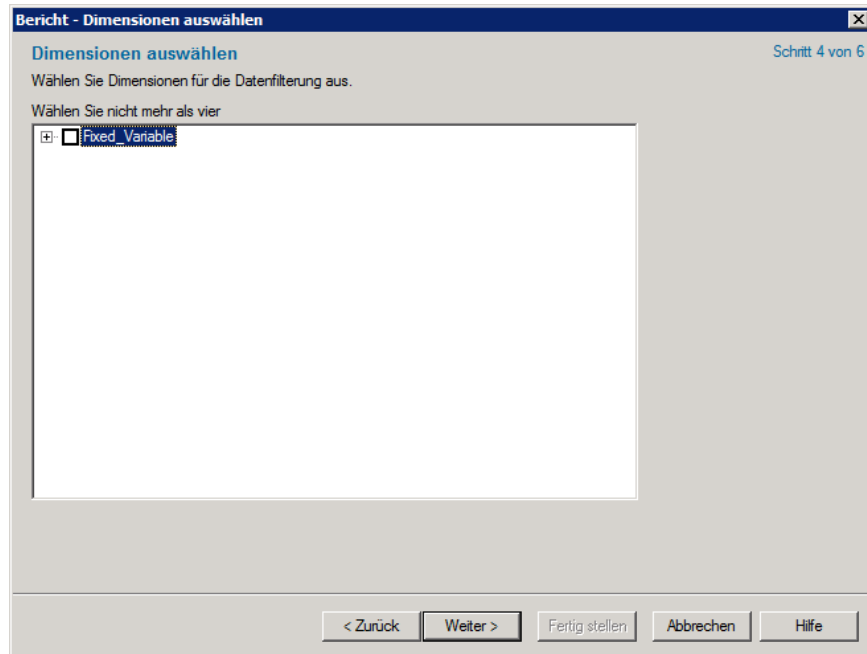 Bericht - Dimensionen auswählen
Dimensionen auswählen
Schritt 4 von 6
Wählen Sie Dimensionen für die Datenfilterung aus.
Wählen Sie nicht mehr als vier
Fixed_Variable
< Zurück
Weiter >
Fertig stellen
Abbrechen
Hilfe